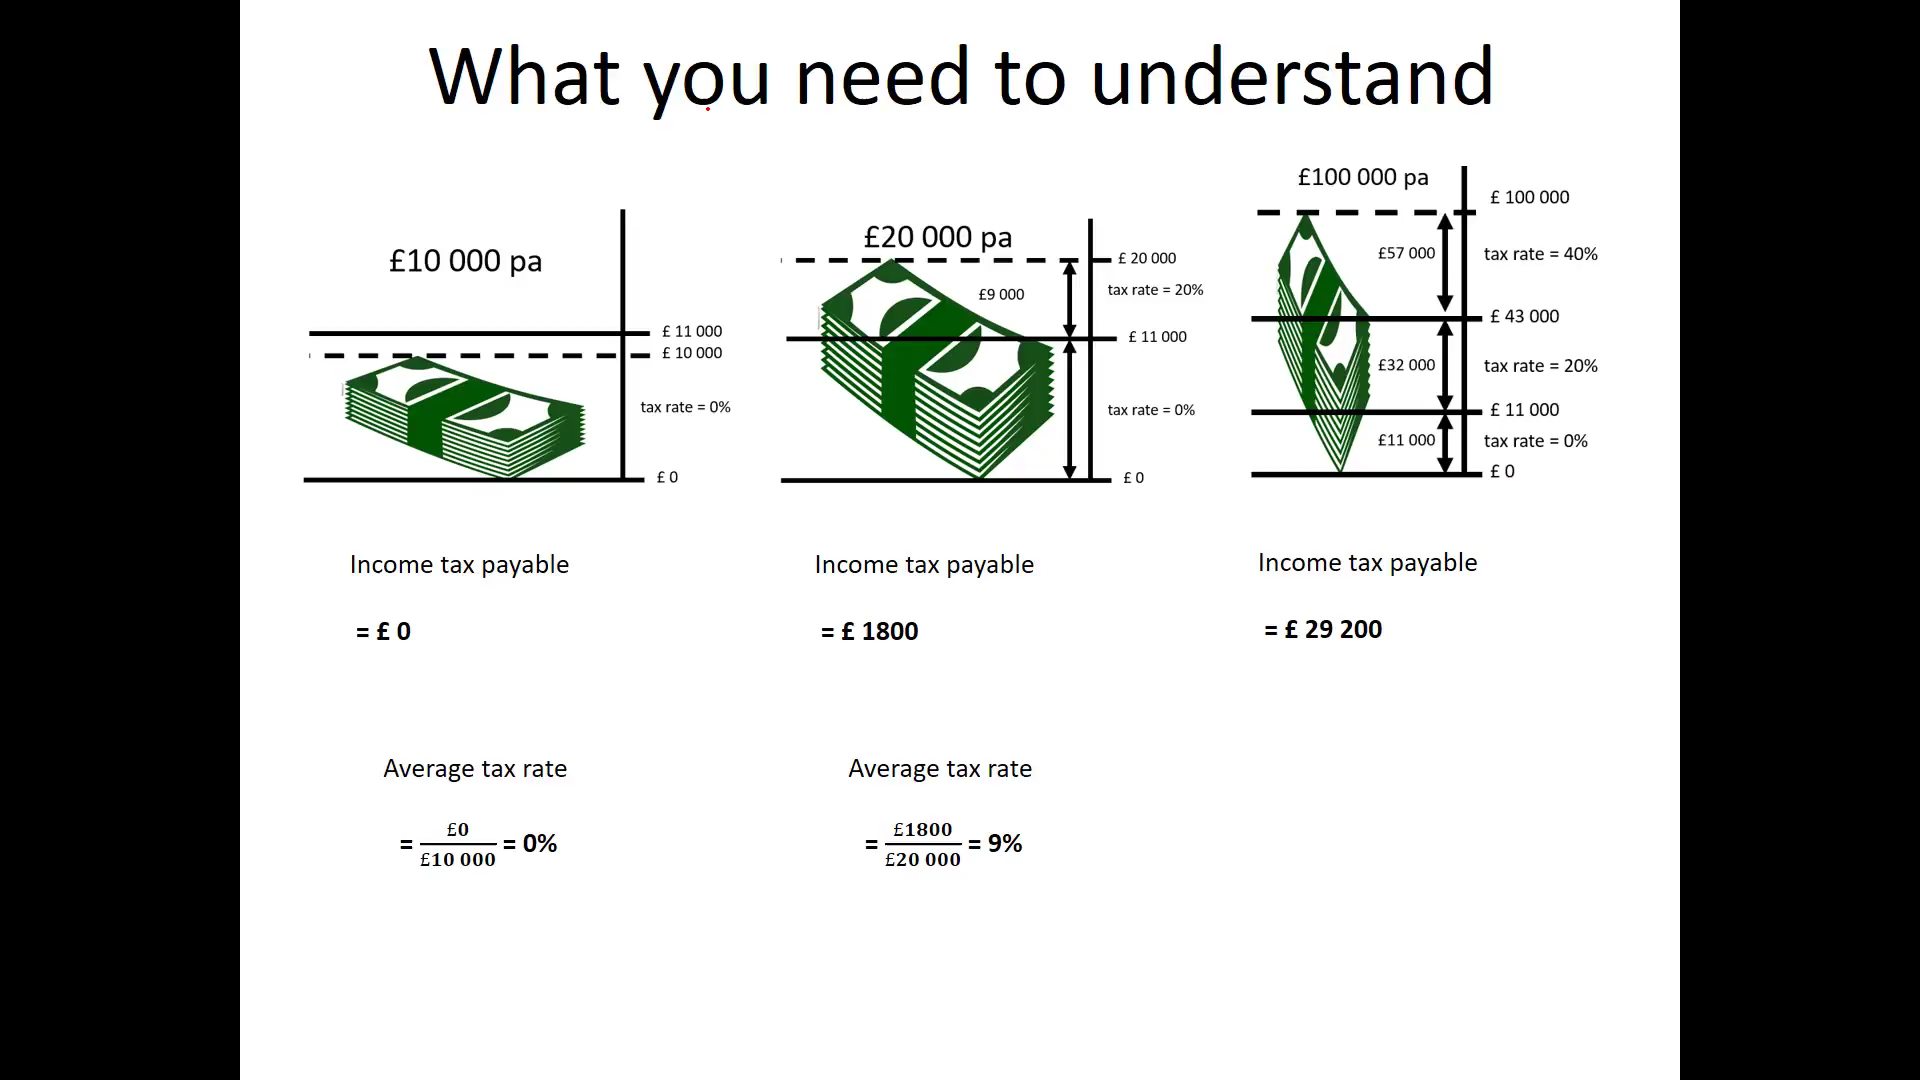 What you need to understand
£10 000 pa
£ 11 000
£ 10 000
tax rate = 0%
£ 0
£20 000 pa
£ 20 000
£9 000
tax rate = 20%
£ 11 000
tax rate = 0%
£ 0
£100 000 pa
£ 100 000
£57 000
tax rate = 40%
£ 43 000
£32 000
tax rate = 20%
£ 11 000
£11 000
tax rate = 0%
£ 0
Income tax payable
= £ 0
Income tax payable
= £ 1800
Income tax payable
= £ 29 200
Average tax rate
= £0 / £10 000 = 0%
Average tax rate
= £1800 / £20 000 = 9%